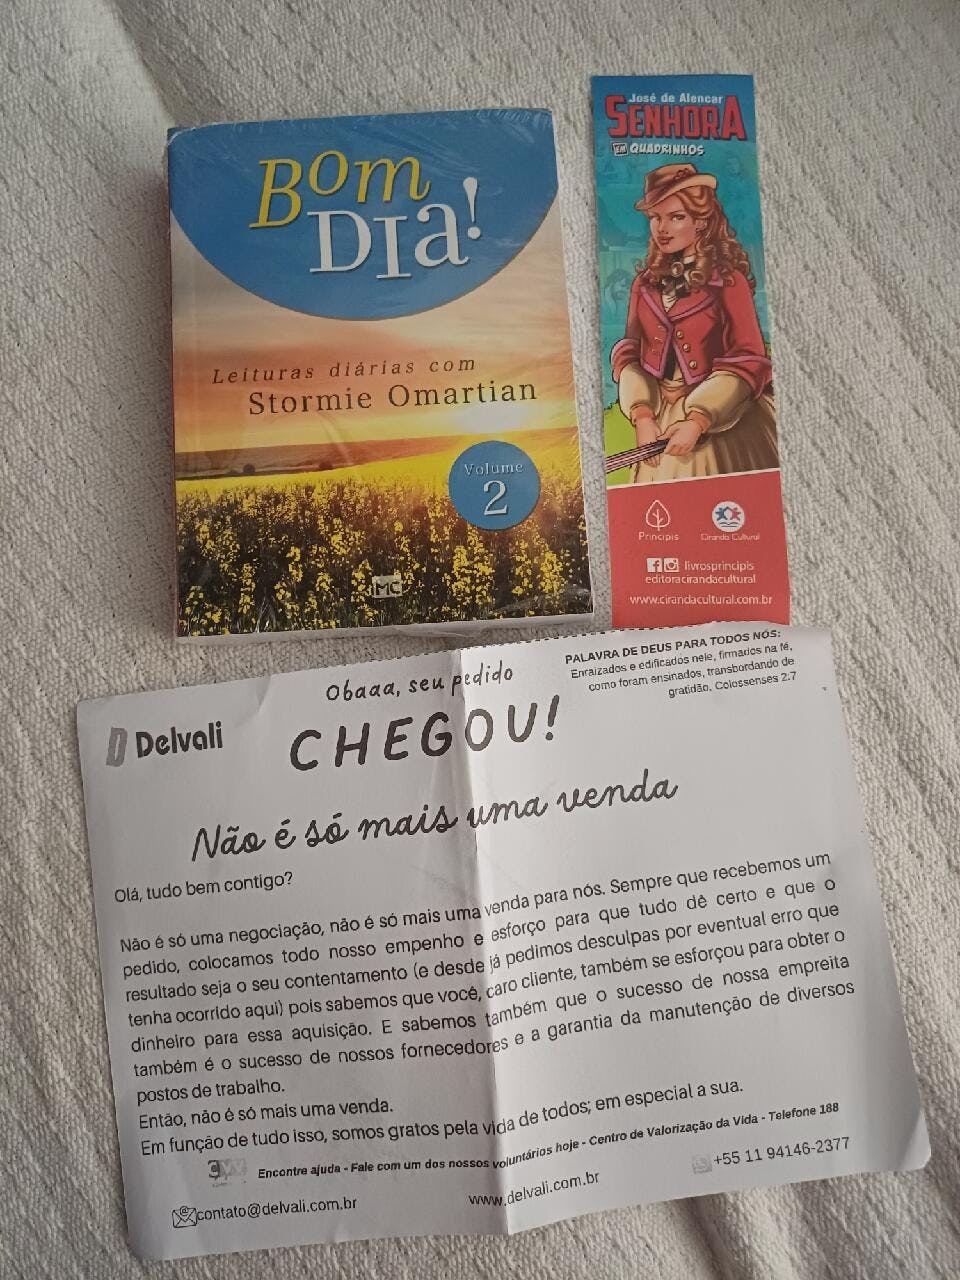 Bom
Dia!
Leituras diárias com
Stormie Omartian
Volume
2
MC
José de Alencar
SENHORA
EM QUADRINHOS
Principis
Ciranda Cultural
livrosprincipis
editoracirandacultural
www.cirandacultural.com.br
PALAVRA DE DEUS PARA TODOS NÓS:
Enraizados e edificados nele, firmados na fé,
como foram ensinados, transbordando de
gratidão. Colossenses 2.7
Obaaa, seu pedido
Delvali
CHEGOU!
Não é só mais uma venda
Olá, tudo bem contigo?
Não é só uma negociação, não é só mais uma venda para nós. Sempre que recebemos um
pedido, colocamos todo nosso empenho e esforço para que tudo dê certo e que o
resultado seja o seu contentamento (e desde já pedimos desculpas por eventual erro que
tenha ocorrido aqui) pois sabemos que você, caro cliente, também se esforçou para obter o
dinheiro para essa aquisição. E sabemos também que o sucesso de nossa empreita
também é o sucesso de nossos fornecedores e a garantia da manutenção de diversos
postos de trabalho.
Então, não é só mais uma venda.
Em função de tudo isso, somos gratos pela vida de todos; em especial a sua.
Encontre ajuda - Fale com um dos nossos voluntários hoje - Centro de Valorização da Vida - Telefone 188
contato@delvali.com.br
www.delvali.com.br
+55 11 94146-2377